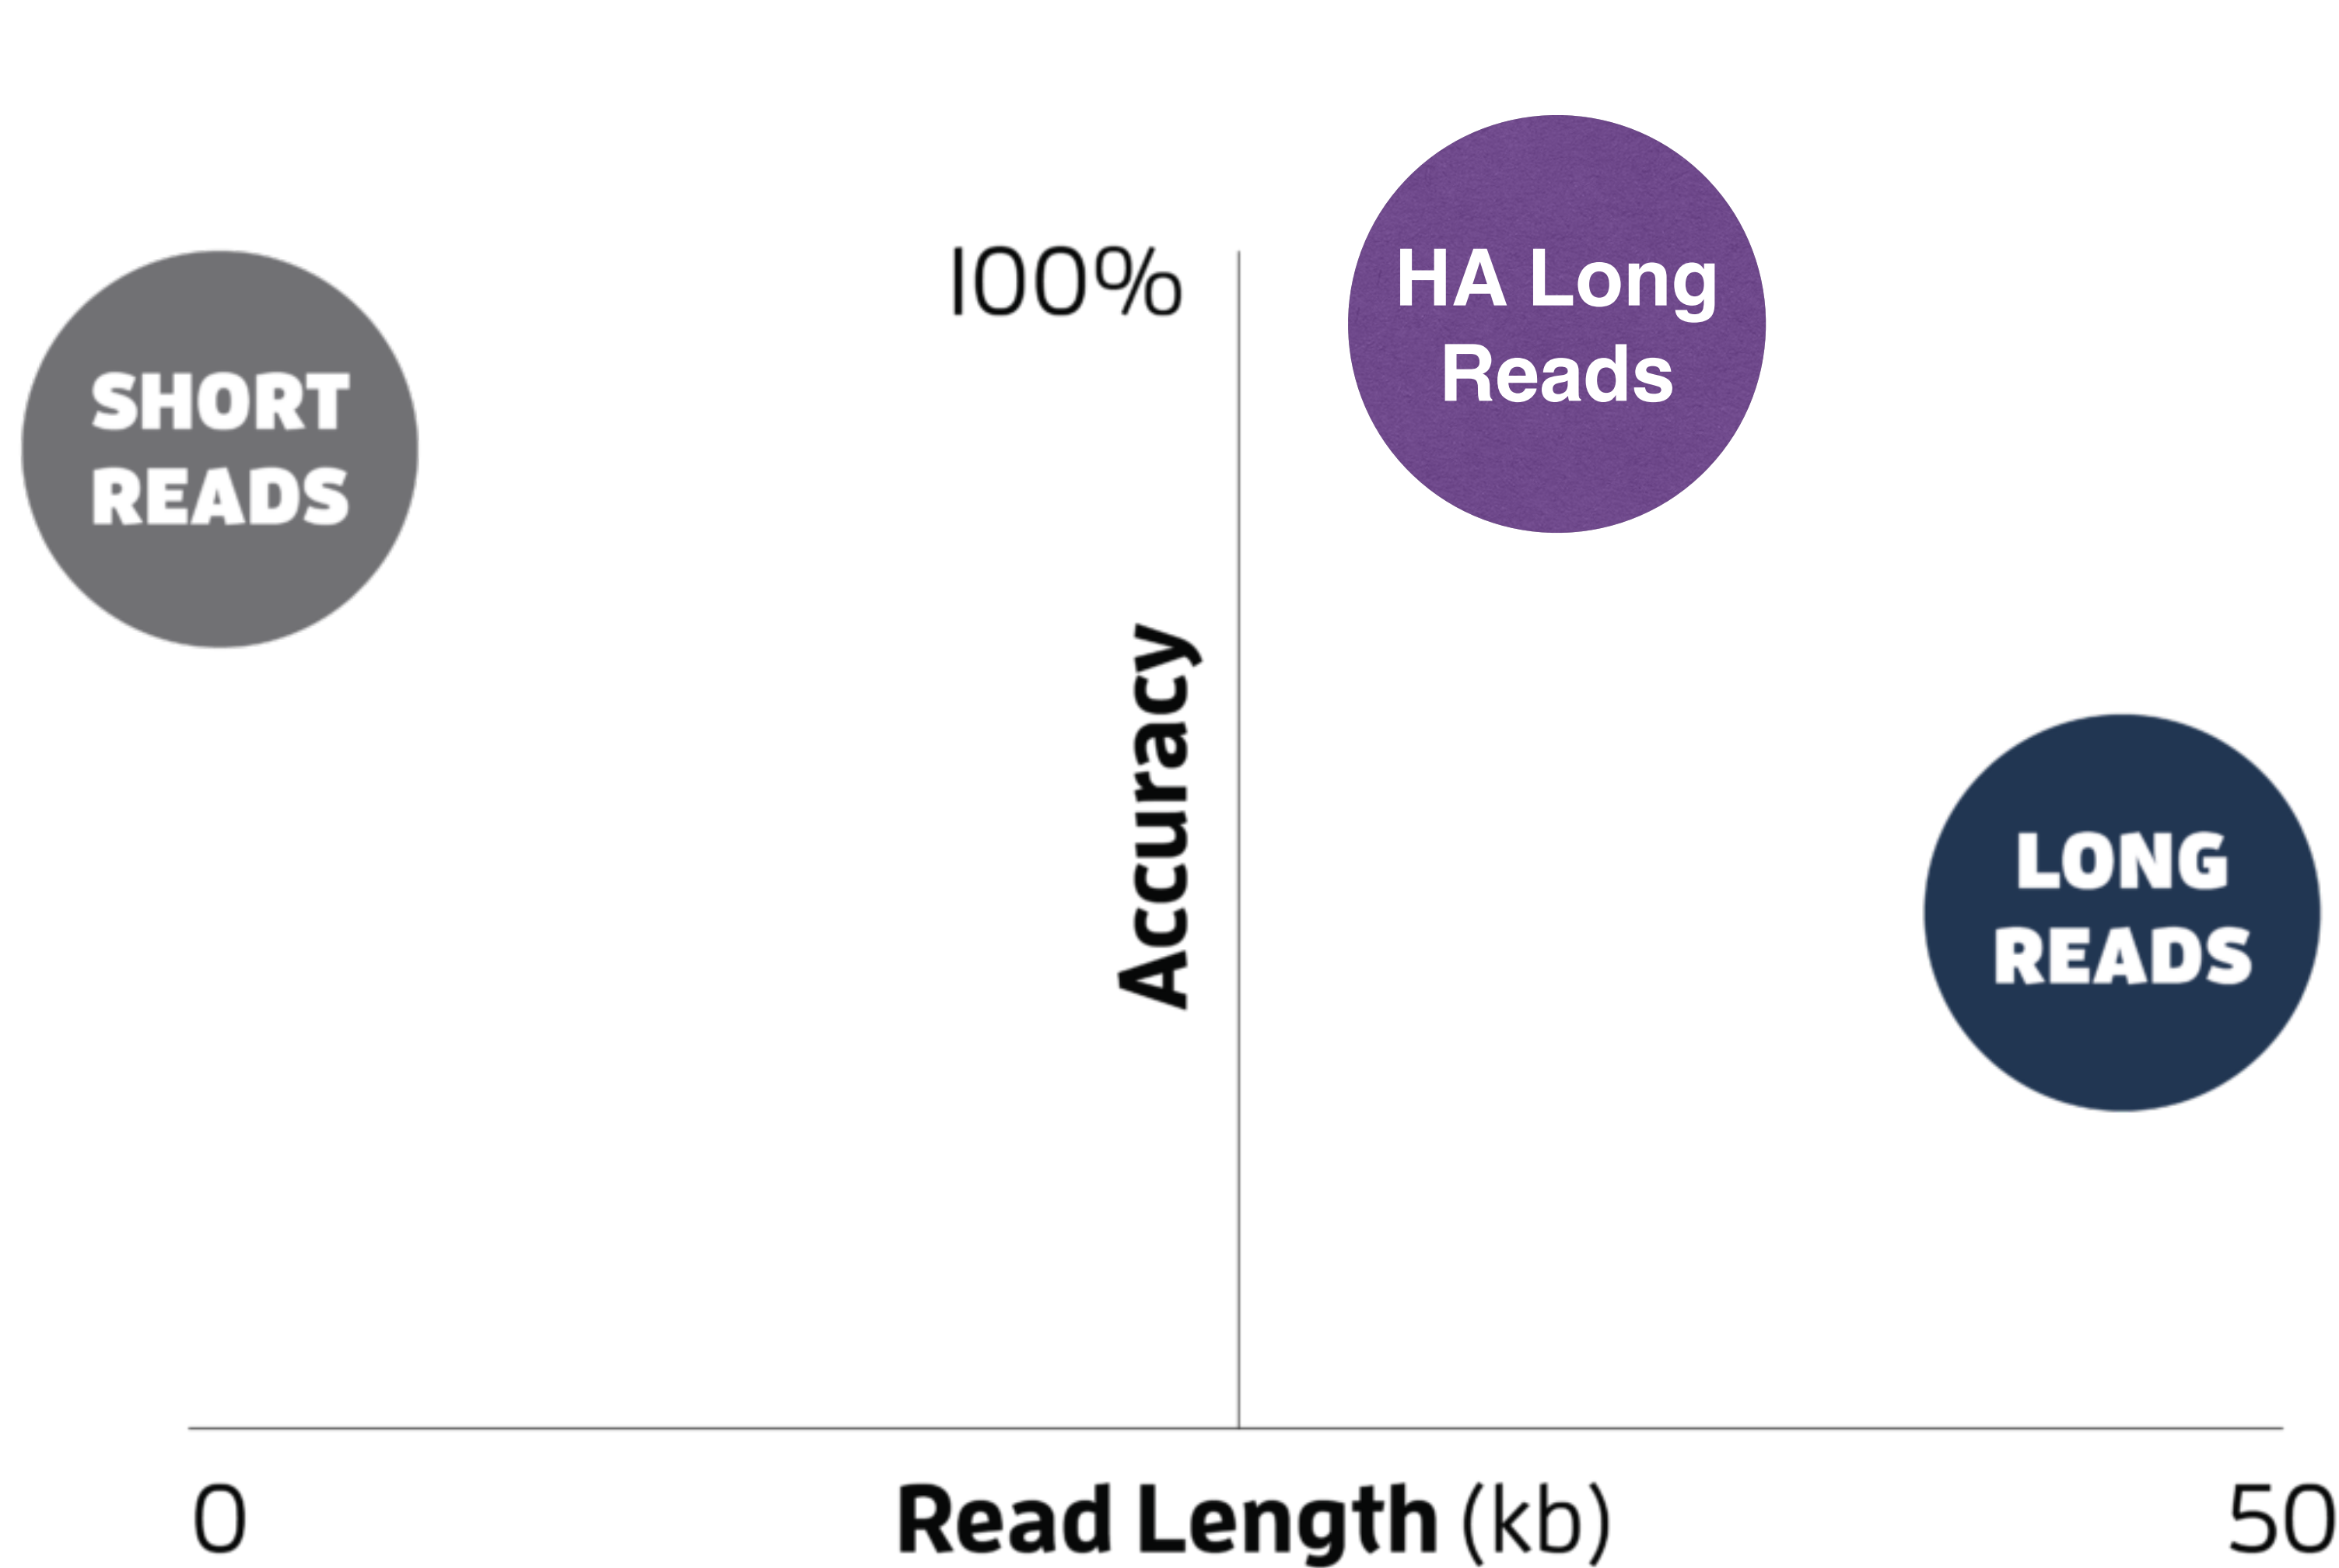 HA Long
Reads
100%
SHORT
READS
Accuracy
LONG
READS
0
Read Length (kb)
50